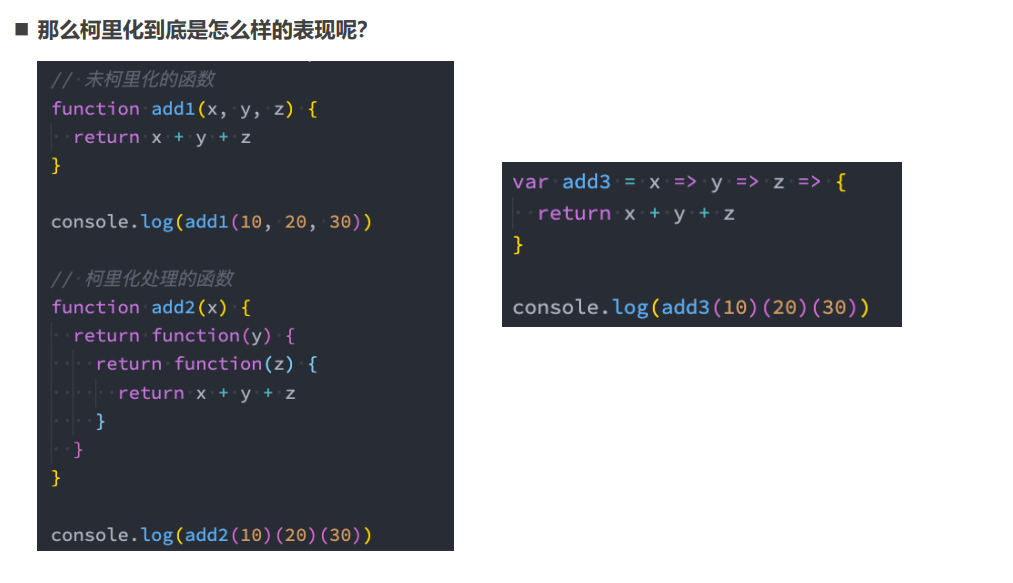 那么柯里化到底是怎么样的表现呢?
// 未柯里化的函数
function add1(x, y, z) {
  return x + y + z
}
console.log(add1(10, 20, 30))
// 柯里化处理的函数
function add2(x) {
  return function(y) {
    return function(z) {
      return x + y + z
    }
  }
}
console.log(add2(10)(20)(30))
var add3 = x => y => z => {
  return x + y + z
}
console.log(add3(10)(20)(30))